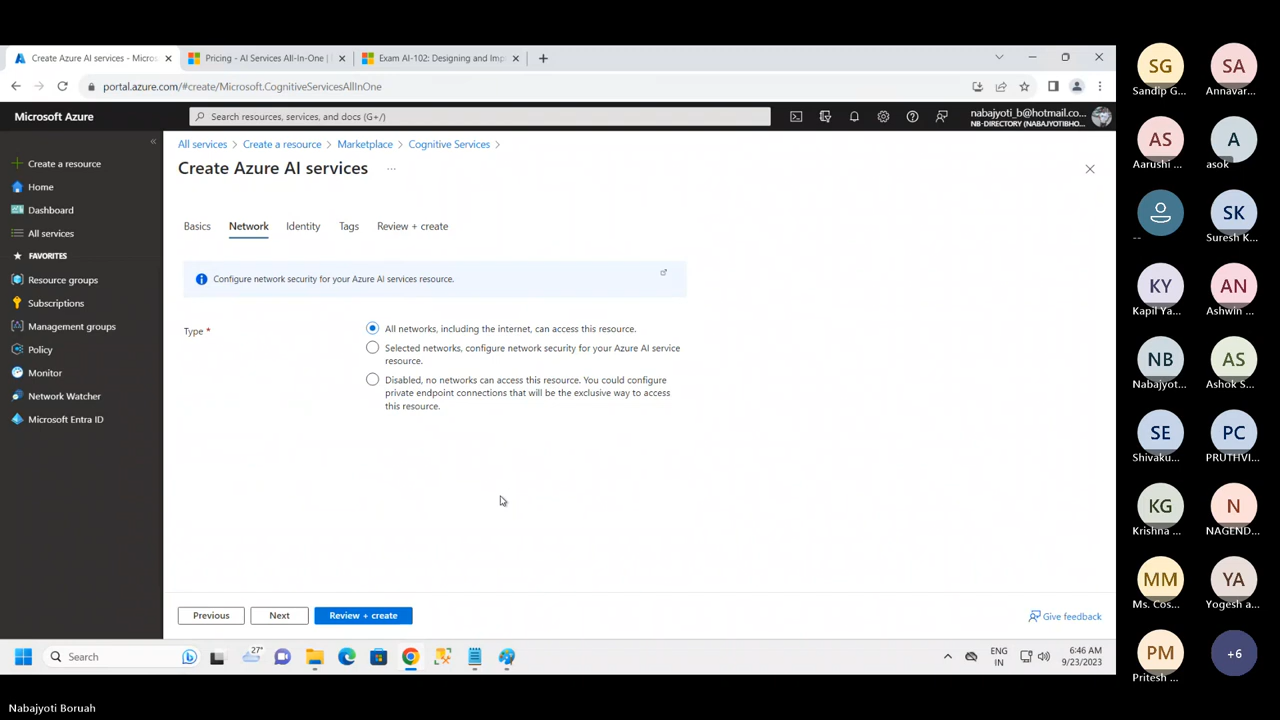 Create Azure AI services - Micros
Pricing - AI Services All-In-One |
Exam AI-102: Designing and Imp
portal.azure.com/#create/Microsoft.CognitiveServicesAllInOne
Microsoft Azure
Search resources, services, and docs (G+/)
nabajyoti_b@hotmail.co...
NB-DIRECTORY (NABAJYOTIBHO...
Create a resource
Home
Dashboard
All services
FAVORITES
Resource groups
Subscriptions
Management groups
Policy
Monitor
Network Watcher
Microsoft Entra ID
All services > Create a resource > Marketplace > Cognitive Services >
Create Azure AI services ...
Basics Network Identity Tags Review + create
Configure network security for your Azure AI services resource.
Type *
All networks, including the internet, can access this resource.
Selected networks, configure network security for your Azure AI service
resource.
Disabled, no networks can access this resource. You could configure
private endpoint connections that will be the exclusive way to access
this resource.
Previous Next Review + create
Give feedback
Search
27°
ENG
IN
6:46 AM
9/23/2023
SG SA
Sandip G... Annavar...
AS A
Aarushi ... asok
SK
-- Suresh K...
KY AN
Kapil Ya... Ashwin ...
NB AS
Nabajyot... Ashok S...
SE PC
Shivaku... PRUTHVI...
KG N
Krishna ... NAGEND...
MM YA
Ms. Cos... Yogesh a...
PM +6
Pritesh ...
Nabajyoti Boruah